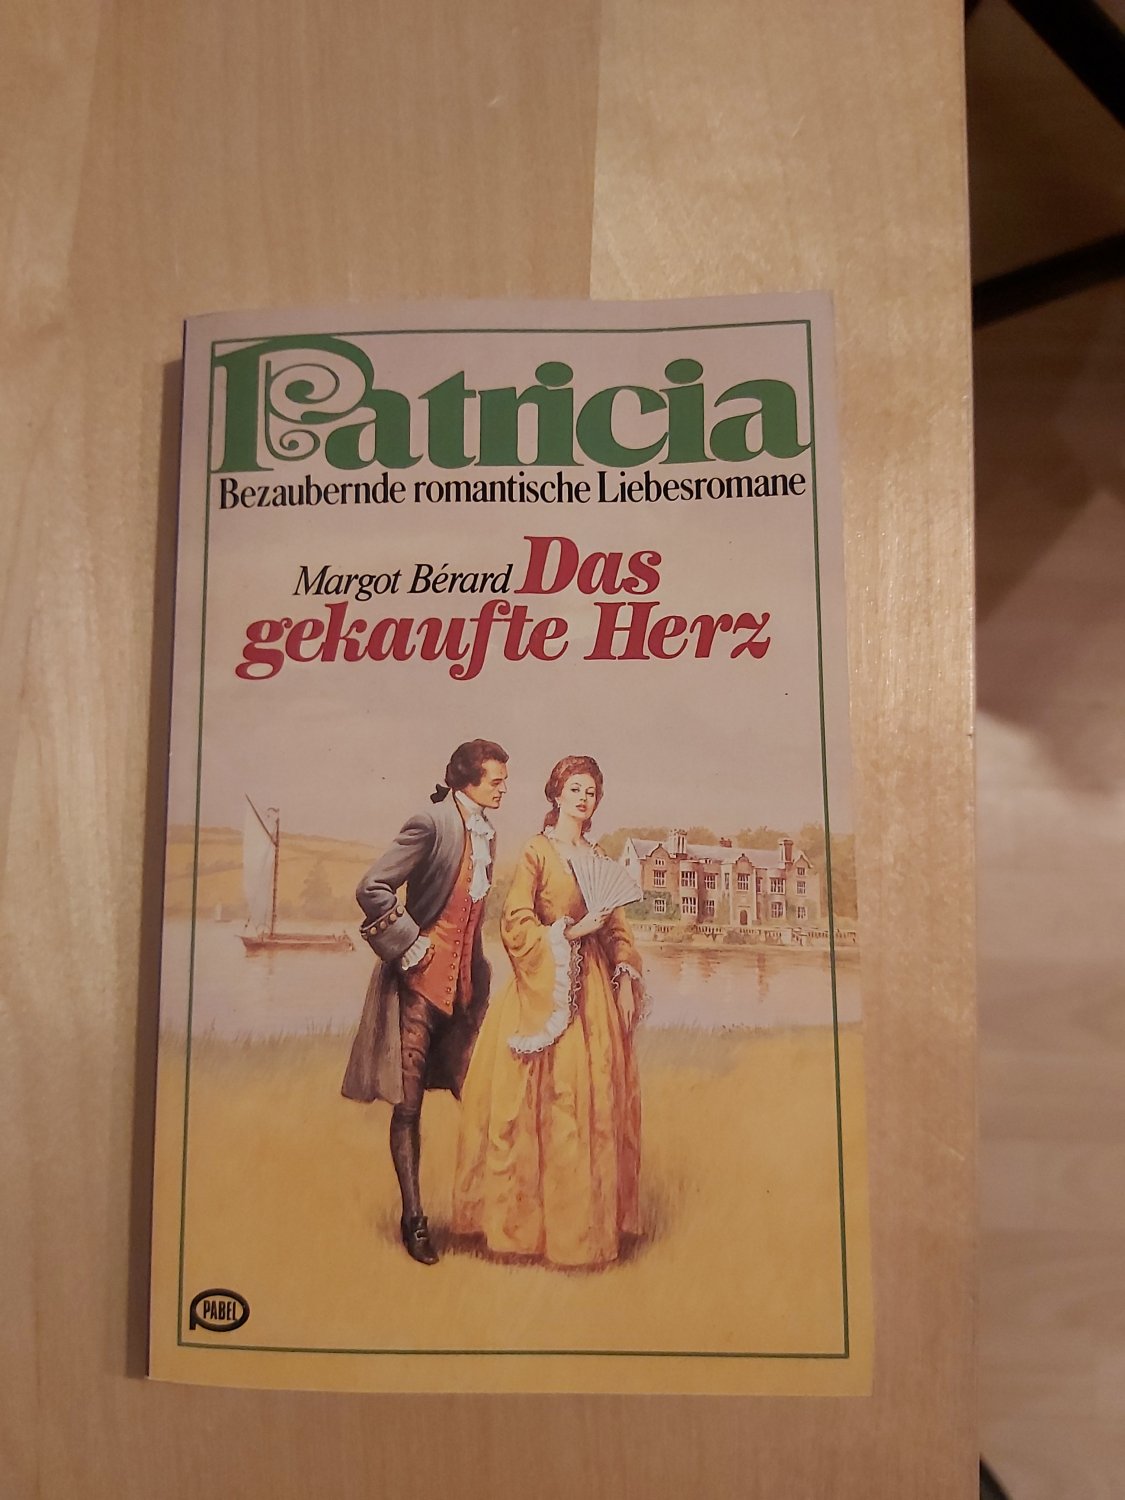 Patricia
Bezaubernde romantische Liebesromane
Margot Bérard Das
gekaufte Herz
PABEL